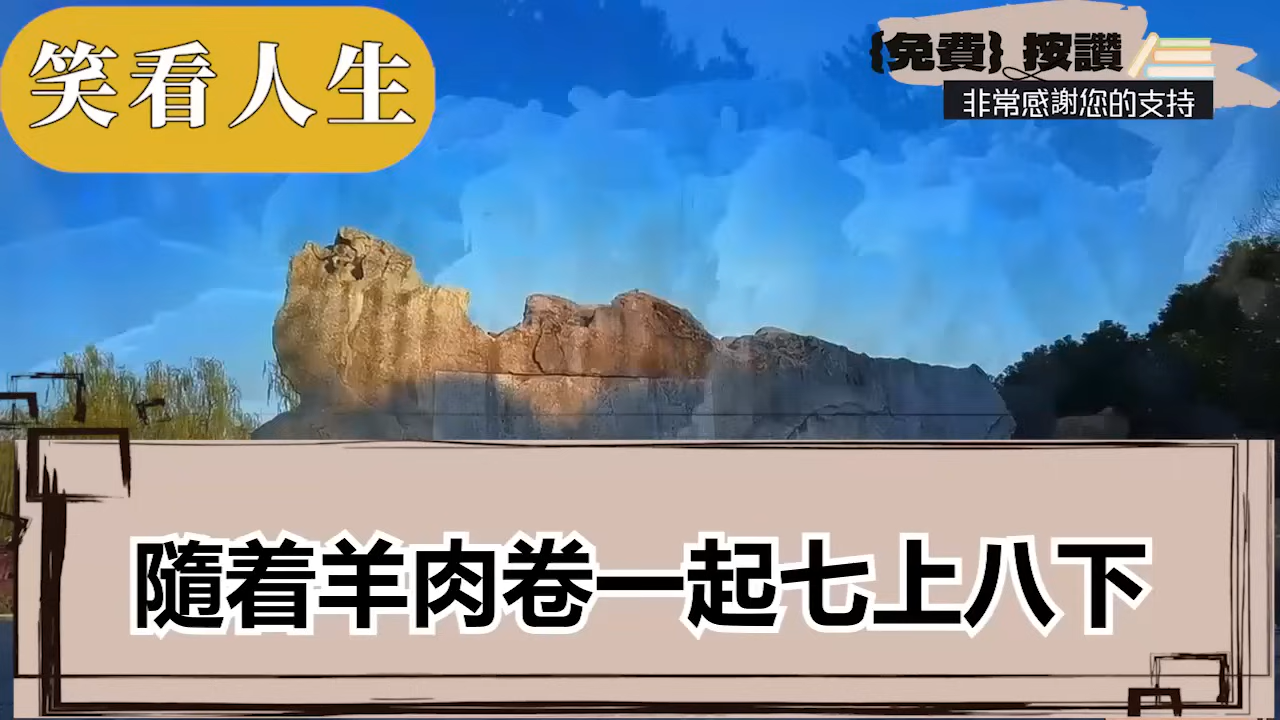 笑看人生
{免費} 按讚
非常感謝您的支持
隨着羊肉卷一起七上八下